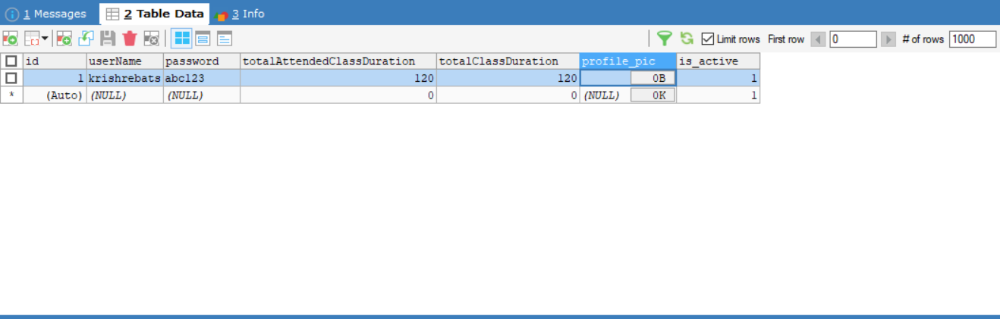 1 Messages 2 Table Data 3 Info
Limit rows First row 0 # of rows 1000
id userName password totalAttendedClassDuration totalClassDuration profile_pic is_active
1 krishrebats abc123 120 120 0B 1
* (Auto) (NULL) (NULL) 0 0 (NULL) 0K 1